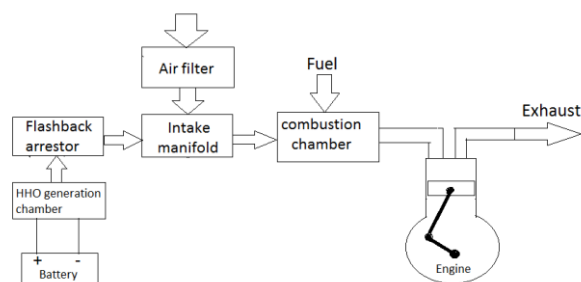 Air filter
Fuel
Exhaust
Flashback
arrestor
Intake
manifold
combustion
chamber
HHO generation
chamber
+ -
Battery
Engine